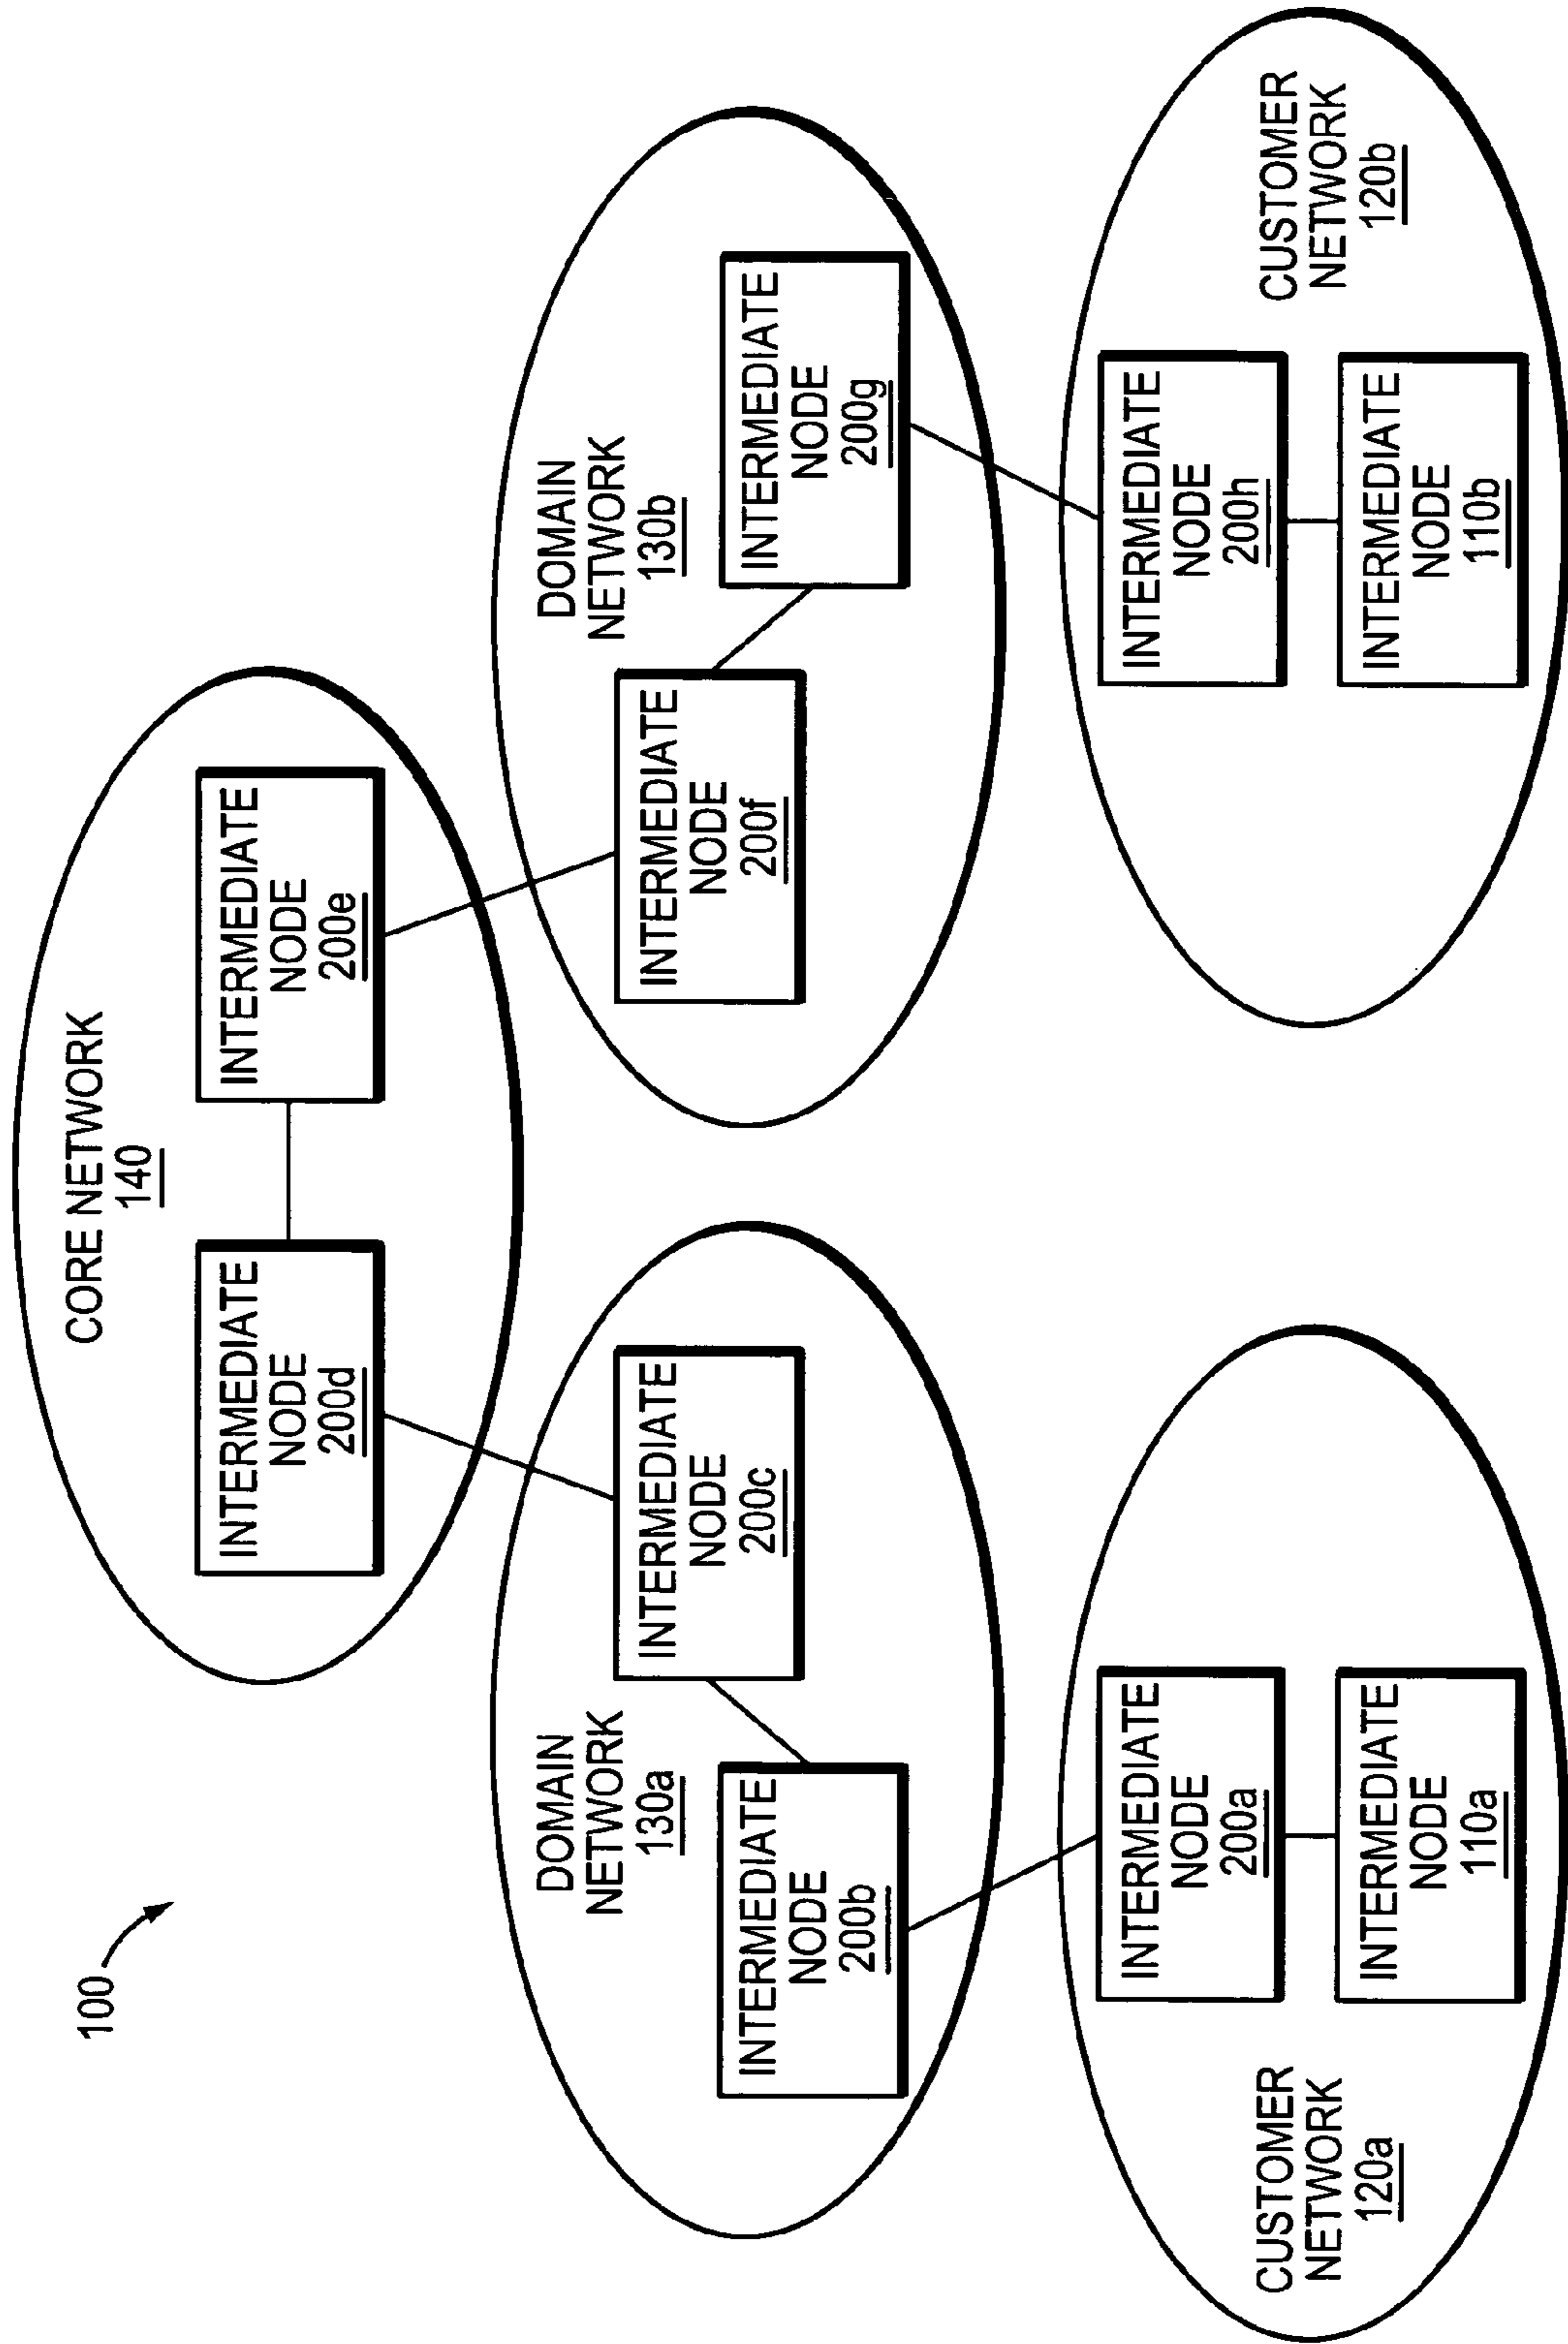 100
CORE NETWORK
140
INTERMEDIATE
NODE
200d
INTERMEDIATE
NODE
200e
DOMAIN
NETWORK
130a
INTERMEDIATE
NODE
200b
INTERMEDIATE
NODE
200c
DOMAIN
NETWORK
130b
INTERMEDIATE
NODE
200f
INTERMEDIATE
NODE
200g
CUSTOMER
NETWORK
120a
INTERMEDIATE
NODE
200a
INTERMEDIATE
NODE
110a
CUSTOMER
NETWORK
120b
INTERMEDIATE
NODE
200h
INTERMEDIATE
NODE
110b